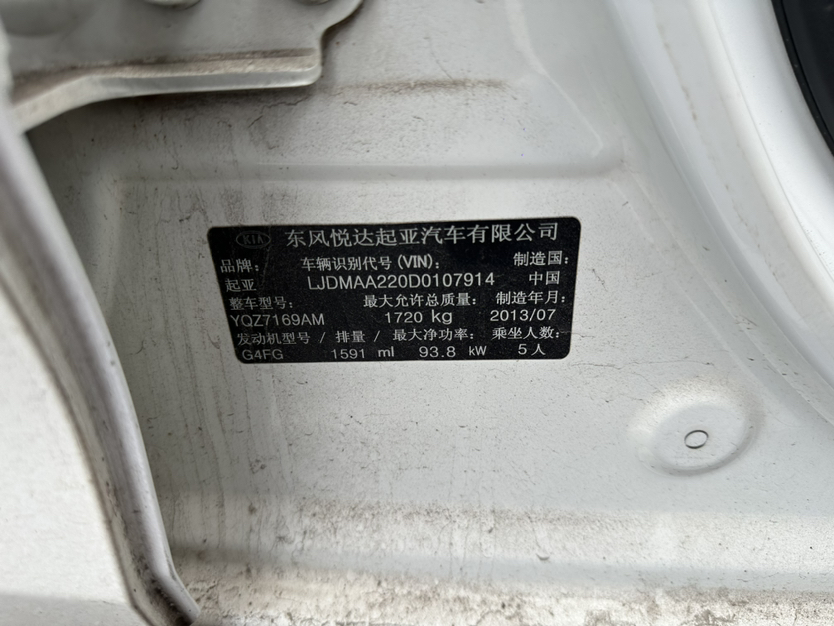 KIA 东风悦达起亚汽车有限公司
品牌： 车辆识别代号(VIN)： 制造国：
起亚 LJDMAA220D0107914 中国
整车型号： 最大允许总质量： 制造年月：
YQZ7169AM 1720 kg 2013/07
发动机型号 / 排量 / 最大净功率： 乘坐人数：
G4FG 1591 ml 93.8 kW 5人